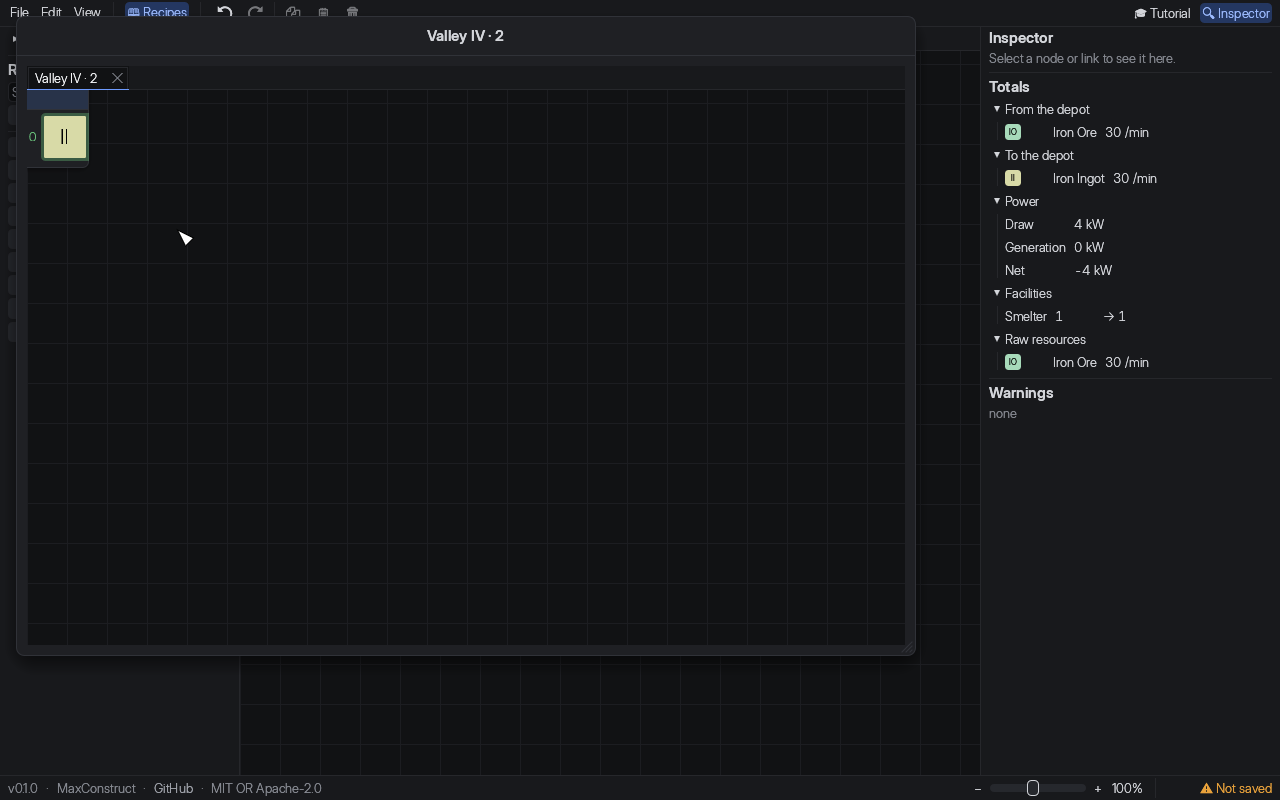 File Edit View Recipes Tutorial Inspector
Valley IV · 2
Valley IV · 2
0
IO
Inspector
Select a node or link to see it here.
Totals
From the depot
IO Iron Ore 30 /min
To the depot
II Iron Ingot 30 /min
Power
Draw 4 kW
Generation 0 kW
Net -4 kW
Facilities
Smelter 1 → 1
Raw resources
IO Iron Ore 30 /min
Warnings
none
v0.1.0 · MaxConstruct · GitHub · MIT OR Apache-2.0
− + 100% Not saved